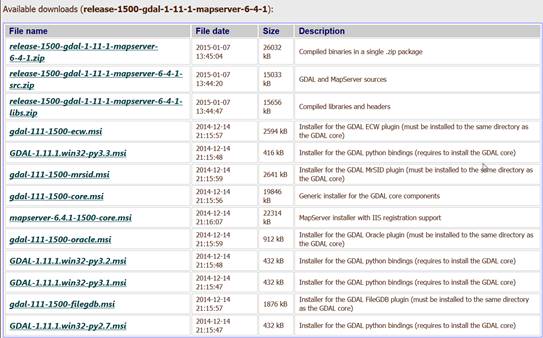 Available downloads (release-1500-gdal-1-11-1-mapserver-6-4-1):
File name File date Size Description
release-1500-gdal-1-11-1-mapserver-6-4-1.zip 2015-01-07 13:45:04 26032 kB Compiled binaries in a single .zip package
release-1500-gdal-1-11-1-mapserver-6-4-1-src.zip 2015-01-07 13:44:20 15033 kB GDAL and MapServer sources
release-1500-gdal-1-11-1-mapserver-6-4-1-libs.zip 2015-01-07 13:44:47 15656 kB Compiled libraries and headers
gdal-111-1500-ecw.msi 2014-12-14 21:15:57 2594 kB Installer for the GDAL ECW plugin (must be installed to the same directory as the GDAL core)
GDAL-1.11.1.win32-py3.3.msi 2014-12-14 21:15:48 416 kB Installer for the GDAL python bindings (requires to install the GDAL core)
gdal-111-1500-mrsid.msi 2014-12-14 21:15:59 2641 kB Installer for the GDAL MrSID plugin (must be installed to the same directory as the GDAL core)
gdal-111-1500-core.msi 2014-12-14 21:15:56 19846 kB Generic installer for the GDAL core components
mapserver-6.4.1-1500-core.msi 2014-12-14 21:16:07 22314 kB MapServer installer with IIS registration support
gdal-111-1500-oracle.msi 2014-12-14 21:15:59 912 kB Installer for the GDAL Oracle plugin (must be installed to the same directory as the GDAL core)
GDAL-1.11.1.win32-py3.2.msi 2014-12-14 21:15:48 432 kB Installer for the GDAL python bindings (requires to install the GDAL core)
GDAL-1.11.1.win32-py3.1.msi 2014-12-14 21:15:47 432 kB Installer for the GDAL python bindings (requires to install the GDAL core)
gdal-111-1500-filegdb.msi 2014-12-14 21:15:57 1876 kB Installer for the GDAL FileGDB plugin (must be installed to the same directory as the GDAL core)
GDAL-1.11.1.win32-py2.7.msi 2014-12-14 21:15:47 432 kB Installer for the GDAL python bindings (requires to install the GDAL core)